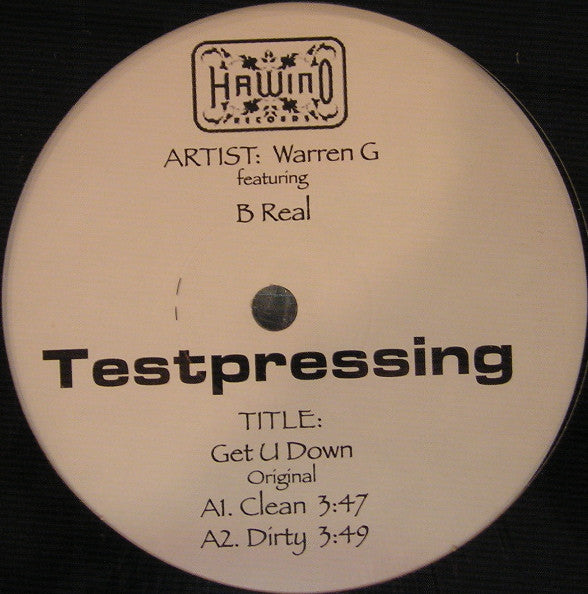 HAWINO
RECORDS
ARTIST: Warren G
featuring
B Real
Testpressing
TITLE:
Get U Down
Original
A1. Clean 3:47
A2. Dirty 3:49